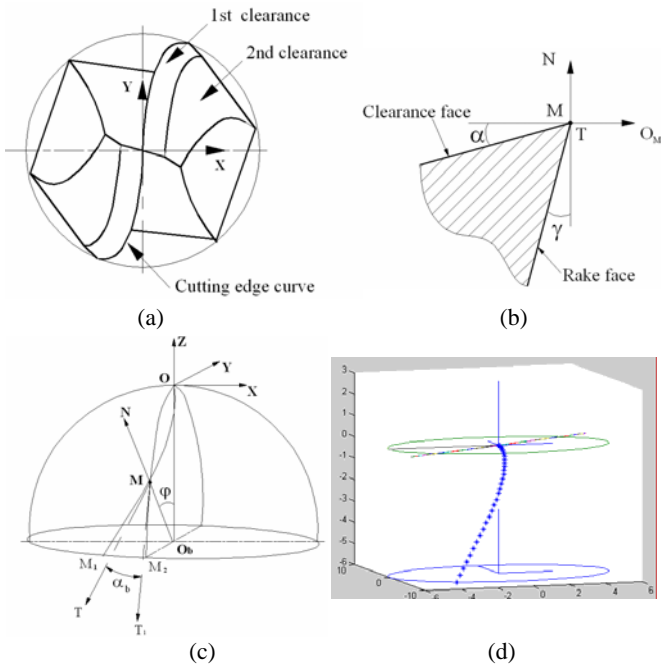 1st clearance
2nd clearance
Y
X
Cutting edge curve
(a)
N
M
Clearance face
α
T
O_M
γ
Rake face
(b)
Z
Y
O
X
N
M
φ
O_b
M_1
M_2
α_b
T
T_1
(c)
3
2
1
0
-1
-2
-3
-4
-5
-6
10
0
-10
-6
-4
-2
0
2
4
6
(d)